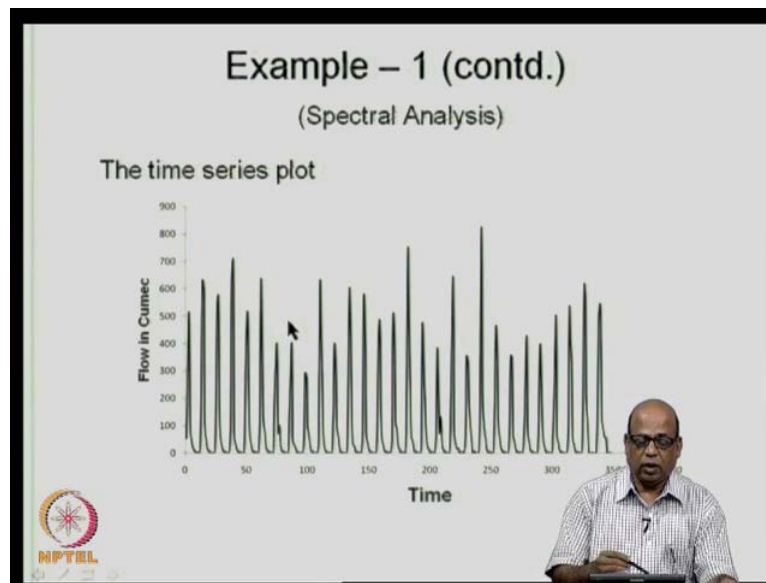 Example – 1 (contd.)
(Spectral Analysis)
The time series plot
900
800
700
600
500
400
300
200
100
0
Flow in Cumec
0 50 100 150 200 250 300
Time
NPTEL